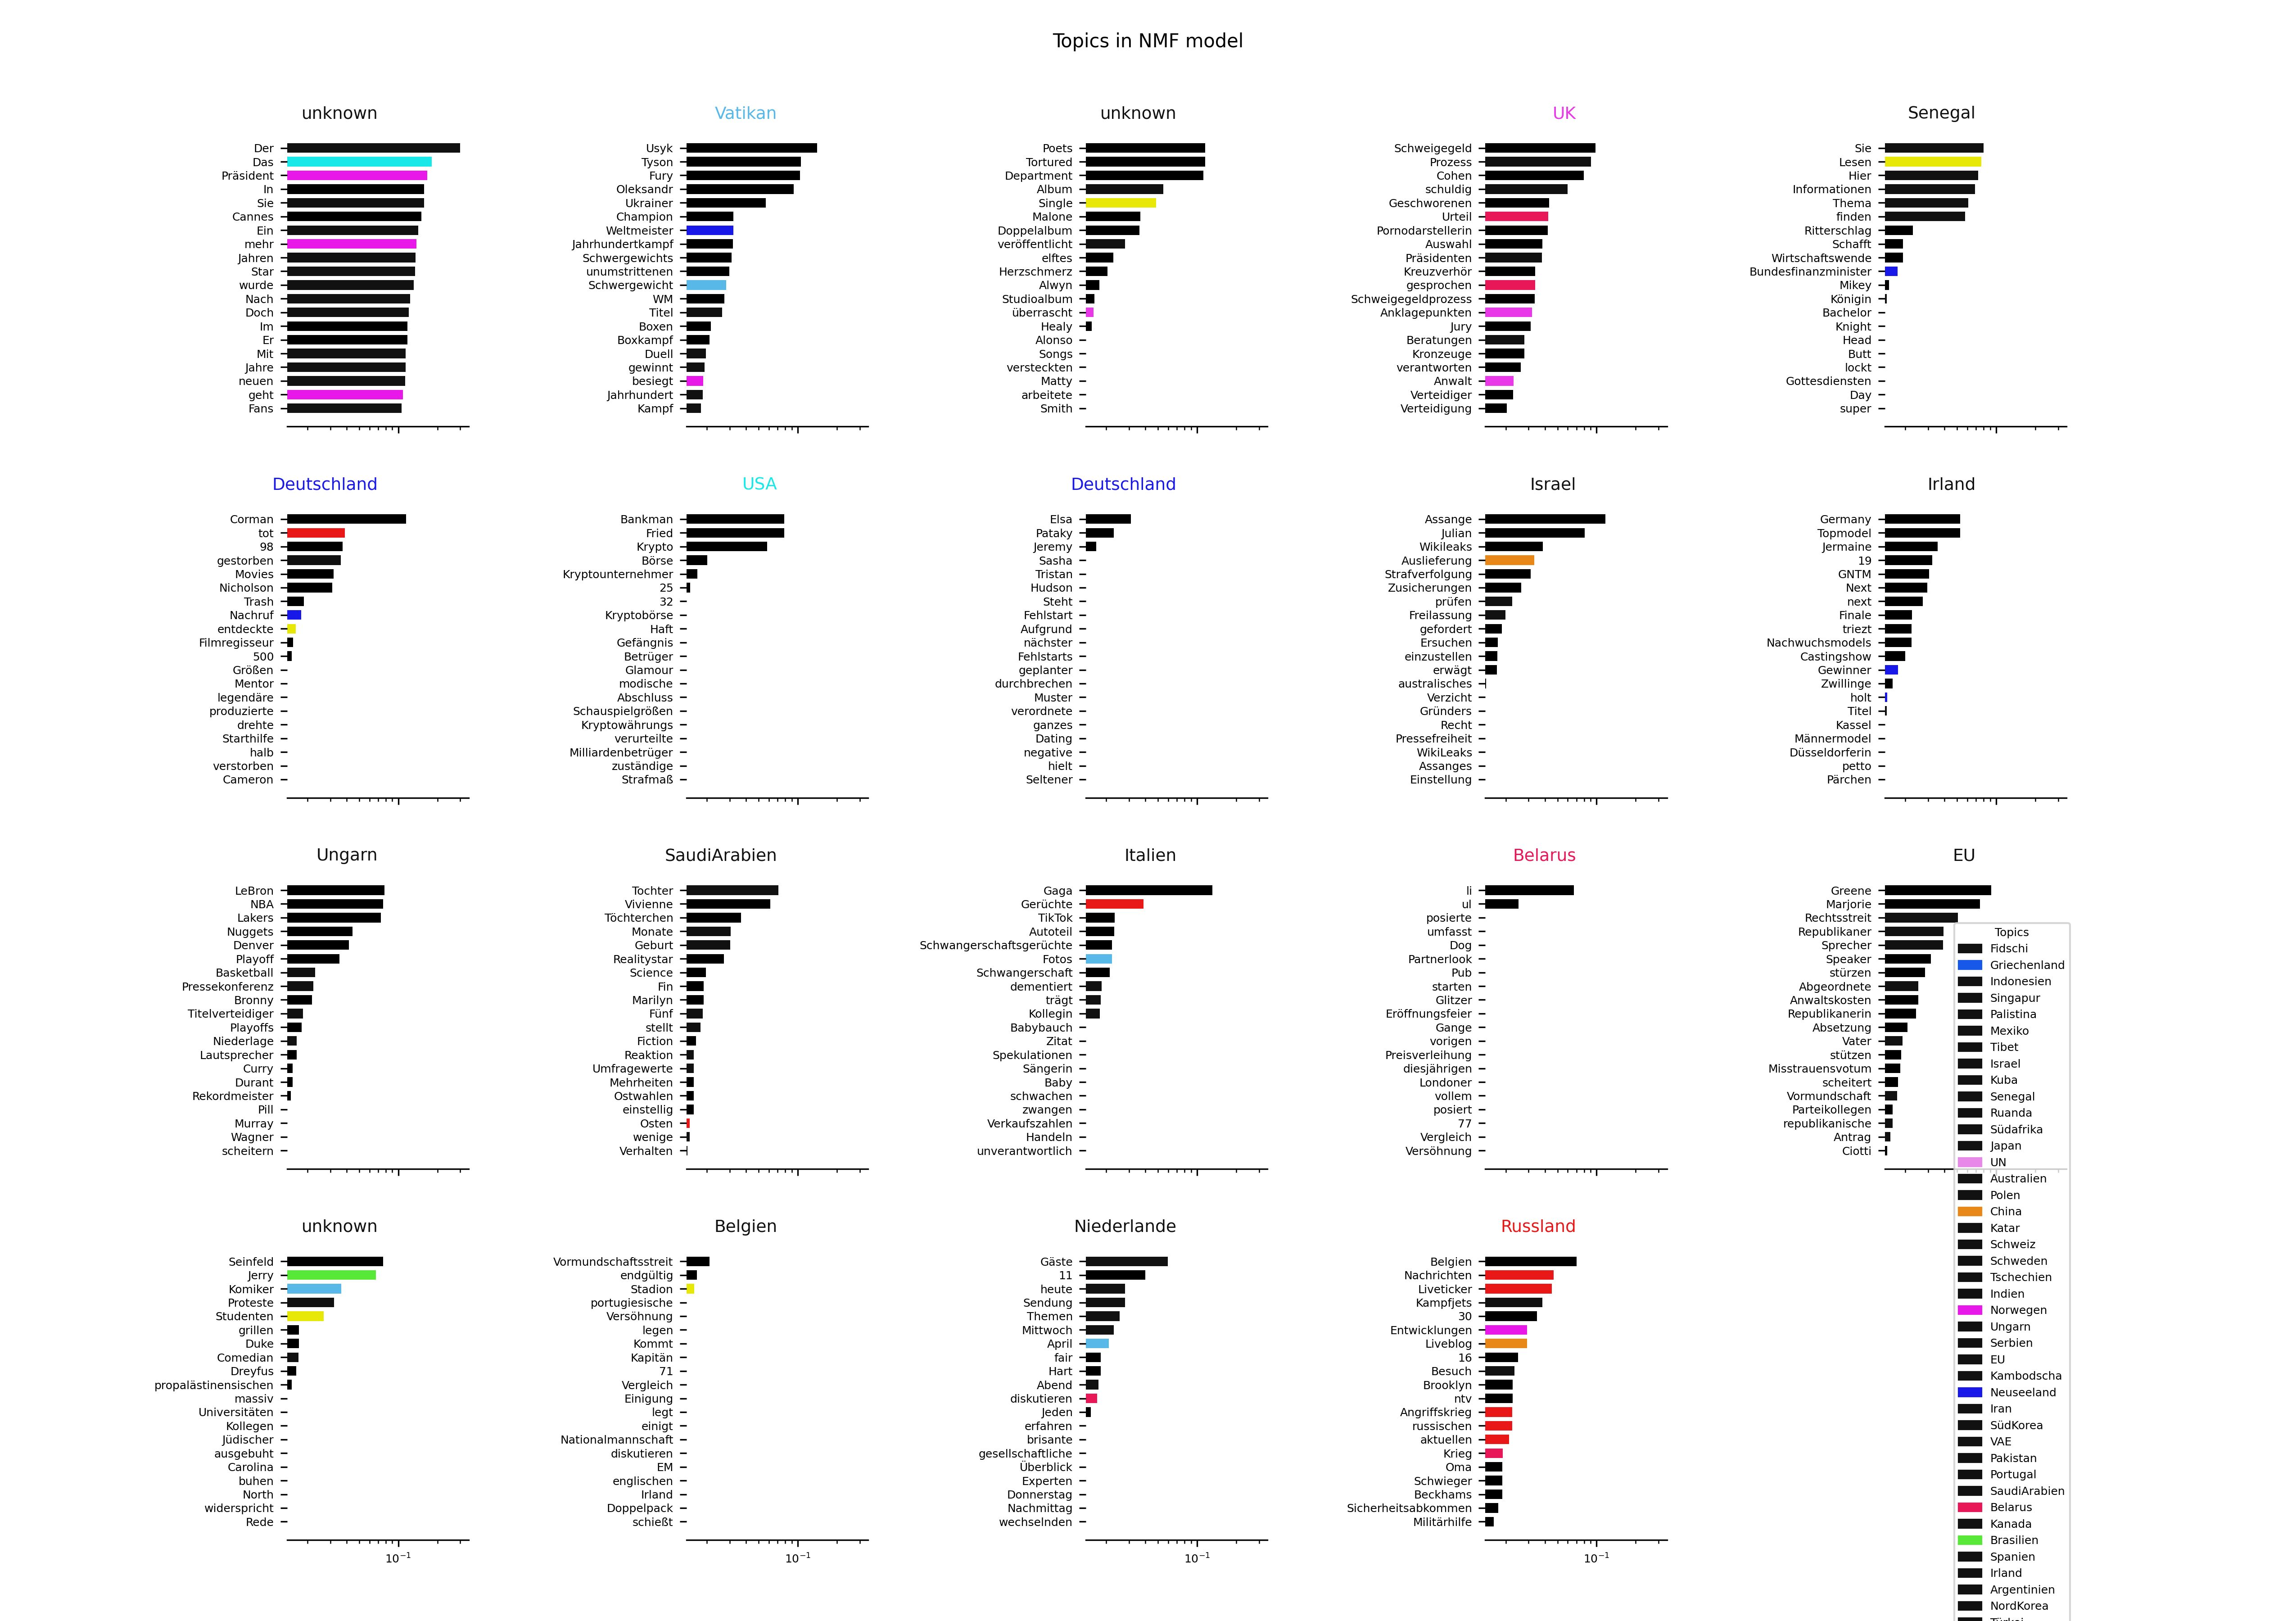 Topics in NMF model
unknown
Der
Das
Präsident
In
Sie
Cannes
Ein
mehr
Jahren
Star
wurde
Nach
Doch
Im
Er
Mit
Jahre
neuen
geht
Fans
Vatikan
Usyk
Tyson
Fury
Oleksandr
Ukrainer
Champion
Weltmeister
Jahrhundertkampf
Schwergewichts
unumstrittenen
Schwergewicht
WM
Titel
Boxen
Boxkampf
Duell
gewinnt
besiegt
Jahrhundert
Kampf
unknown
Poets
Tortured
Department
Album
Single
Malone
Doppelalbum
veröffentlicht
elftes
Herzschmerz
Alwyn
Studioalbum
überrascht
Healy
Alonso
Songs
versteckten
Matty
arbeitete
Smith
UK
Schweigegeld
Prozess
Cohen
schuldig
Geschworenen
Urteil
Pornodarstellerin
Auswahl
Präsidenten
Kreuzverhör
gesprochen
Schweigegeldprozess
Anklagepunkten
Jury
Beratungen
Kronzeuge
verantworten
Anwalt
Verteidiger
Verteidigung
Senegal
Sie
Lesen
Hier
Informationen
Thema
finden
Ritterschlag
Schafft
Wirtschaftswende
Bundesfinanzminister
Mikey
Königin
Bachelor
Knight
Head
Butt
lockt
Gottesdiensten
Day
super
Deutschland
Corman
tot
98
gestorben
Movies
Nicholson
Trash
Nachruf
entdeckte
Filmregisseur
500
Größen
Mentor
legendäre
produzierte
drehte
Starthilfe
halb
verstorben
Cameron
USA
Bankman
Fried
Krypto
Börse
Kryptounternehmer
25
32
Kryptobörse
Haft
Gefängnis
Betrüger
Glamour
modische
Abschluss
Schauspielgrößen
Kryptowährungs
verurteilte
Milliardenbetrüger
zuständige
Strafmaß
Deutschland
Elsa
Pataky
Jeremy
Sasha
Tristan
Hudson
Steht
Fehlstart
Aufgrund
nächster
Fehlstarts
geplanter
durchbrechen
Muster
verordnete
ganzes
Dating
negative
hielt
Seltener
Israel
Assange
Julian
Wikileaks
Auslieferung
Strafverfolgung
Zusicherungen
prüfen
Freilassung
gefordert
Ersuchen
einzustellen
erwägt
australisches
Verzicht
Gründers
Recht
Pressefreiheit
WikiLeaks
Assanges
Einstellung
Irland
Germany
Topmodel
Jermaine
19
GNTM
Next
next
Finale
triezt
Nachwuchsmodels
Castingshow
Gewinner
Zwillinge
holt
Titel
Kassel
Männermodel
Düsseldorferin
petto
Pärchen
Ungarn
LeBron
NBA
Lakers
Nuggets
Denver
Playoff
Basketball
Pressekonferenz
Bronny
Titelverteidiger
Playoffs
Niederlage
Lautsprecher
Curry
Durant
Rekordmeister
Pill
Murray
Wagner
scheitern
SaudiArabien
Tochter
Vivienne
Töchterchen
Monate
Geburt
Realitystar
Science
Fin
Marilyn
Fünf
stellt
Fiction
Reaktion
Umfragewerte
Mehrheiten
Ostwahlen
einstellig
Osten
wenige
Verhalten
Italien
Gaga
Gerüchte
TikTok
Autoteil
Schwangerschaftsgerüchte
Fotos
Schwangerschaft
dementiert
trägt
Kollegin
Babybauch
Zitat
Spekulationen
Sängerin
Baby
schwachen
zwangen
Verkaufszahlen
Handeln
unverantwortlich
Belarus
li
ul
posierte
umfasst
Dog
Partnerlook
Pub
starten
Glitzer
Eröffnungsfeier
Gange
vorigen
Preisverleihung
diesjährigen
Londoner
vollem
posiert
77
Vergleich
Versöhnung
EU
Greene
Marjorie
Rechtsstreit
Republikaner
Sprecher
Speaker
stürzen
Abgeordnete
Anwaltskosten
Republikanerin
Absetzung
Vater
stützen
Misstrauensvotum
scheitert
Vormundschaft
Parteikollegen
republikanische
Antrag
Ciotti
unknown
Seinfeld
Jerry
Komiker
Proteste
Studenten
grillen
Duke
Comedian
Dreyfus
propalästinensischen
massiv
Universitäten
Kollegen
Jüdischer
ausgebuht
Carolina
buhen
North
widerspricht
Rede
10⁻¹
Belgien
Vormundschaftsstreit
endgültig
Stadion
portugiesische
Versöhnung
legen
Kommt
Kapitän
71
Vergleich
Einigung
legt
einigt
Nationalmannschaft
diskutieren
EM
englischen
Irland
Doppelpack
schießt
10⁻¹
Niederlande
Gäste
11
heute
Sendung
Themen
Mittwoch
April
fair
Hart
Abend
diskutieren
Jeden
erfahren
brisante
gesellschaftliche
Überblick
Experten
Donnerstag
Nachmittag
wechselnden
10⁻¹
Russland
Belgien
Nachrichten
Liveticker
Kampfjets
30
Entwicklungen
Liveblog
16
Besuch
Brooklyn
ntv
Angriffskrieg
russischen
aktuellen
Krieg
Oma
Schwieger
Beckhams
Sicherheitsabkommen
Militärhilfe
10⁻¹
Topics
Fidschi
Griechenland
Indonesien
Singapur
Palistina
Mexiko
Tibet
Israel
Kuba
Senegal
Ruanda
Südafrika
Japan
UN
Australien
Polen
China
Katar
Schweiz
Schweden
Tschechien
Indien
Norwegen
Ungarn
Serbien
EU
Kambodscha
Neuseeland
Iran
SüdKorea
VAE
Pakistan
Portugal
SaudiArabien
Belarus
Kanada
Brasilien
Spanien
Irland
Argentinien
NordKorea